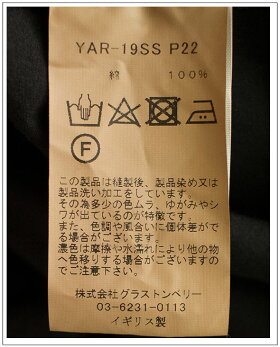 YAR-19SS P22
綿 100%
F
この製品は縫製後、製品染め又は
製品洗い加工をしています。
その為多少の色ムラ、ゆがみやシ
ワが出ているのが特徴です。
また、色調や風合いに個体差がで
る場合がございます。
濃色は摩擦や汗濡れにより他の物
へ色移りする場合がございますの
でご注意下さい。
株式会社グラストンベリー
03-6231-0113
イギリス製